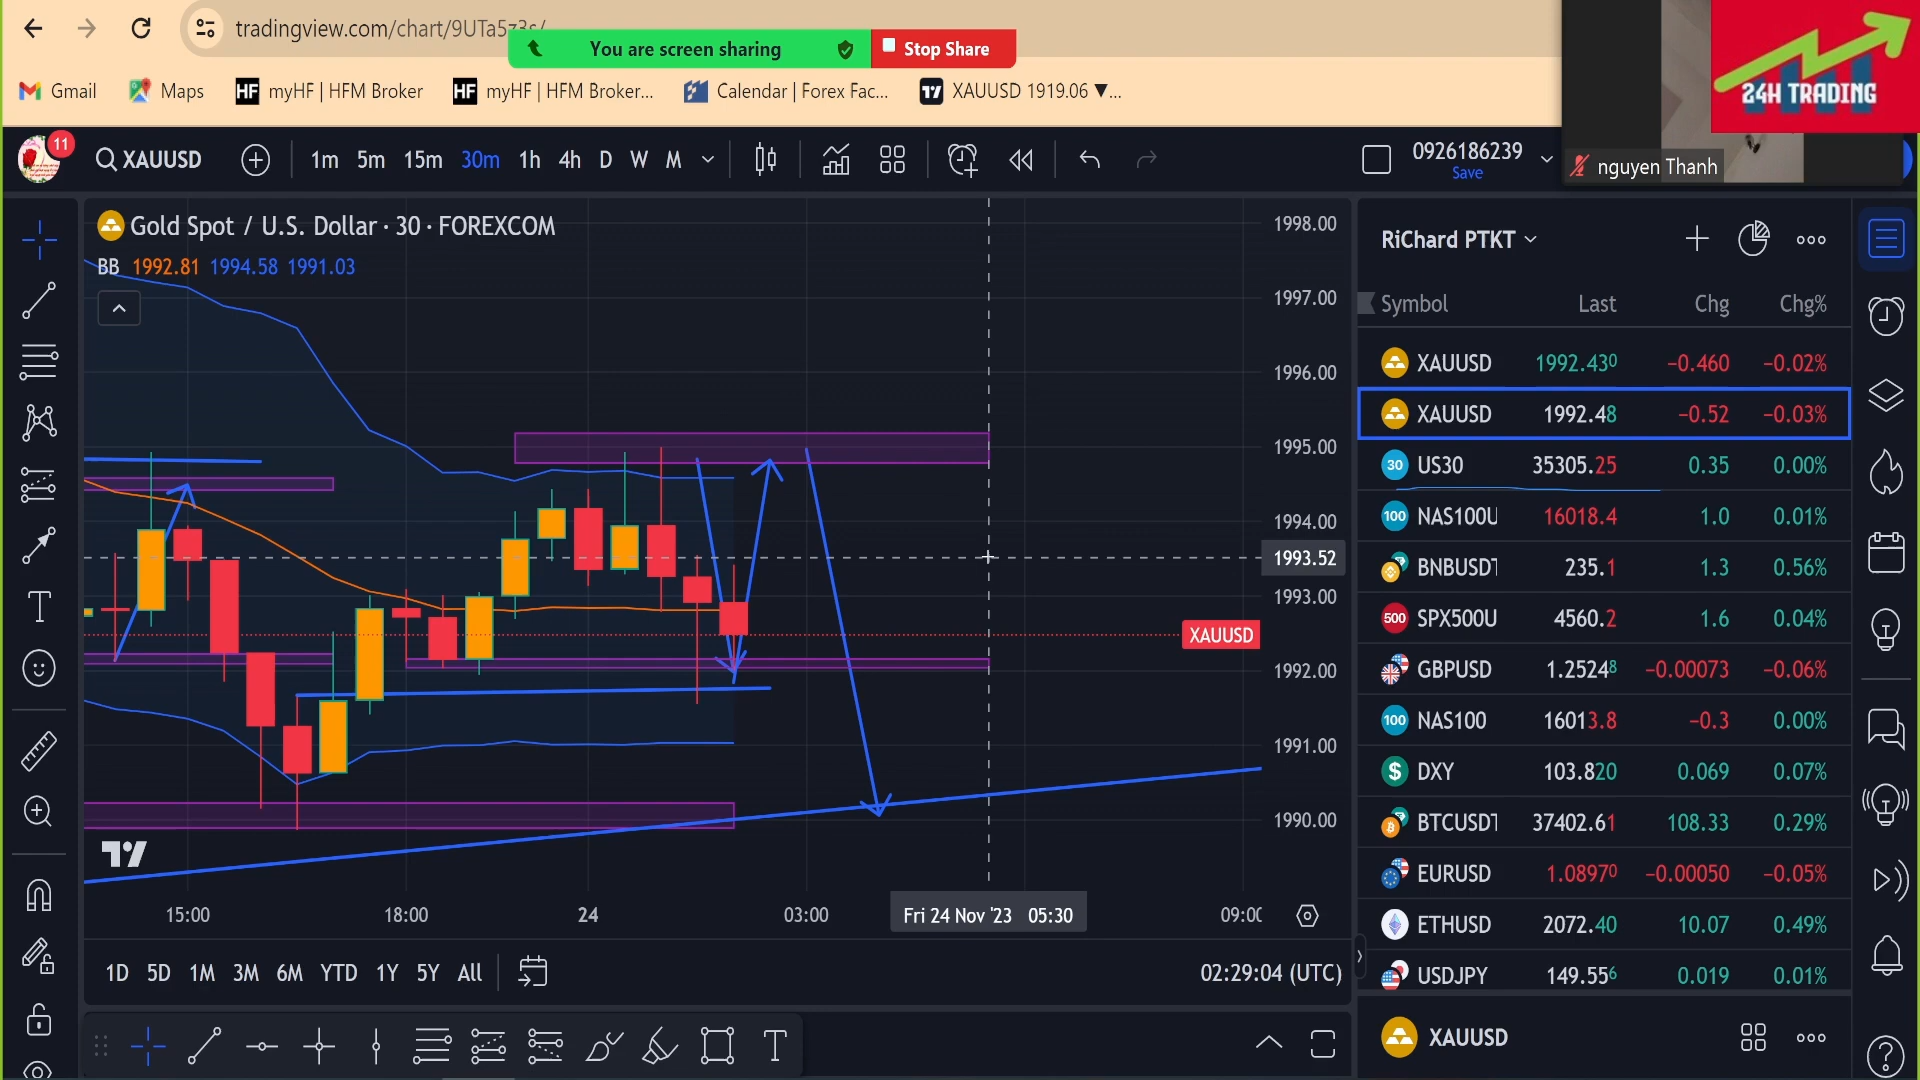 tradingview.com/chart/9UTa5z3s/
You are screen sharing
Stop Share
24H TRADING
nguyen Thanh
Gmail
Maps
HF myHF | HFM Broker
HF myHF | HFM Broker...
Calendar | Forex Fac...
XAUUSD 1919.06 ▼...
11
XAUUSD
1m 5m 15m 30m 1h 4h D W M
0926186239
Save
Gold Spot / U.S. Dollar · 30 · FOREXCOM
BB 1992.81 1994.58 1991.03
1998.00
1997.00
1996.00
1995.00
1994.00
1993.52
1993.00
XAUUSD
1992.00
1991.00
1990.00
15:00 18:00 24 03:00 Fri 24 Nov '23 05:30 09:00
1D 5D 1M 3M 6M YTD 1Y 5Y All
02:29:04 (UTC)
RiChard PTKT
Symbol Last Chg Chg%
XAUUSD 1992.430 −0.460 −0.02%
XAUUSD 1992.48 −0.52 −0.03%
30 US30 35305.25 0.35 0.00%
100 NAS100U 16018.4 1.0 0.01%
BNBUSDT 235.1 1.3 0.56%
500 SPX500U 4560.2 1.6 0.04%
GBPUSD 1.25248 −0.00073 −0.06%
100 NAS100 16013.8 −0.3 0.00%
$ DXY 103.820 0.069 0.07%
BTCUSDT 37402.61 108.33 0.29%
EURUSD 1.08970 −0.00050 −0.05%
ETHUSD 2072.40 10.07 0.49%
USDJPY 149.556 0.019 0.01%
XAUUSD